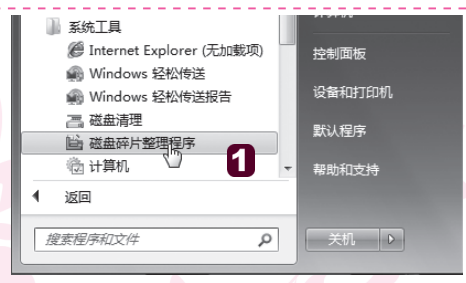 系统工具
Internet Explorer (无加载项)
Windows 轻松传送
Windows 轻松传送报告
磁盘清理
磁盘碎片整理程序
1
计算机
返回
搜索程序和文件
控制面板
设备和打印机
默认程序
帮助和支持
关机